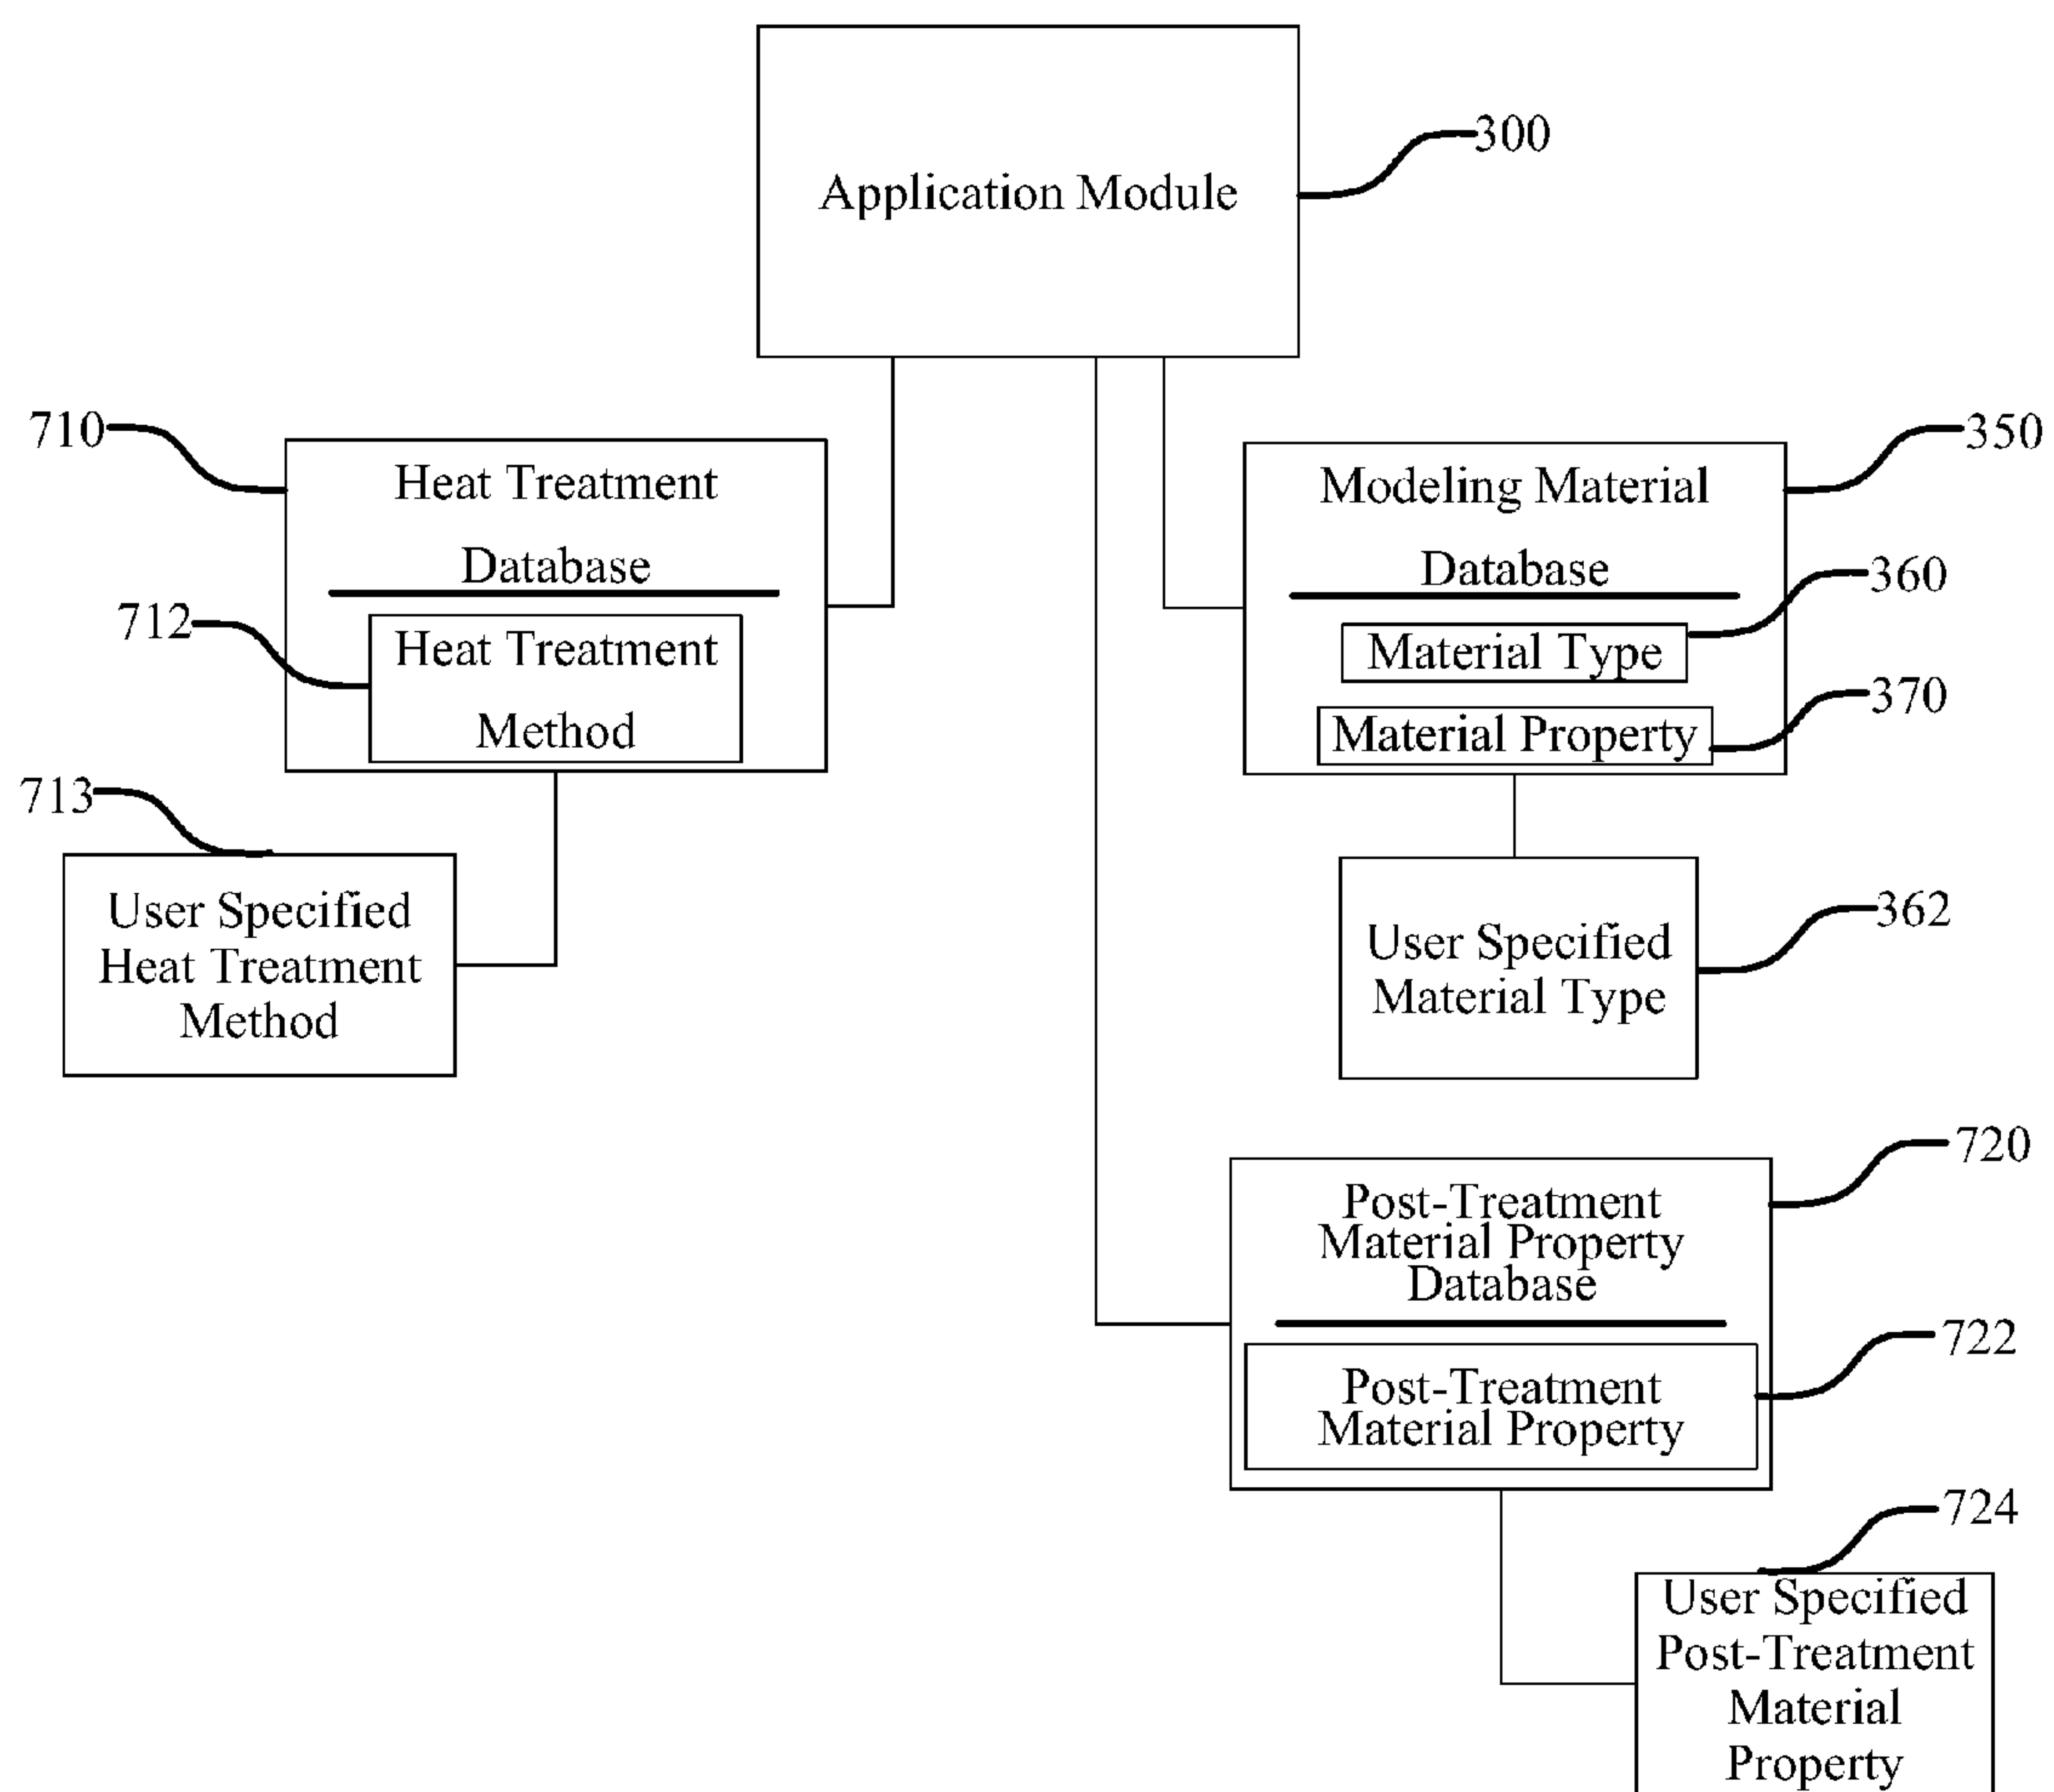 Application Module
300
710
Heat Treatment
Database
712
Heat Treatment
Method
713
User Specified
Heat Treatment
Method
350
Modeling Material
Database
360
Material Type
370
Material Property
362
User Specified
Material Type
720
Post-Treatment
Material Property
Database
722
Post-Treatment
Material Property
724
User Specified
Post-Treatment
Material
Property